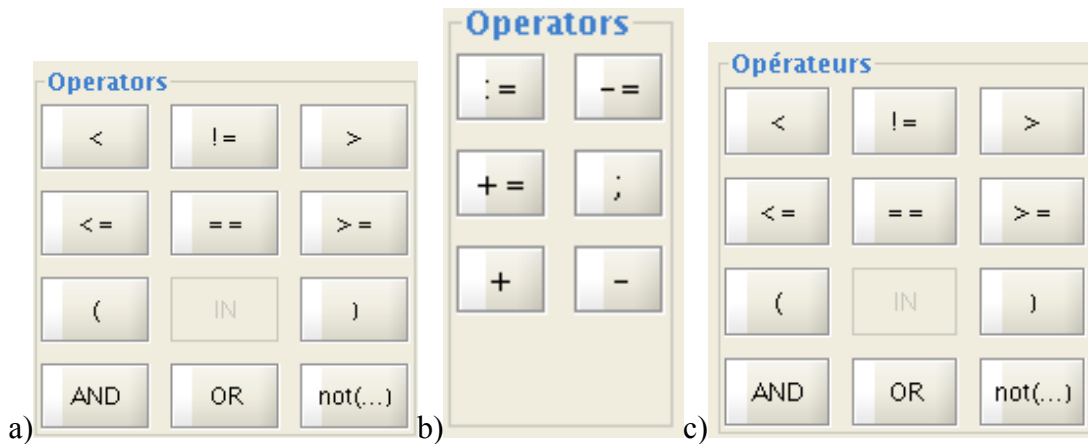 Operators
< != >
<= == >=
( IN )
AND OR not(...)
a)
Operators
:= -=
+= ;
+ -
b)
Opérateurs
< != >
<= == >=
( IN )
AND OR not(...)
c)